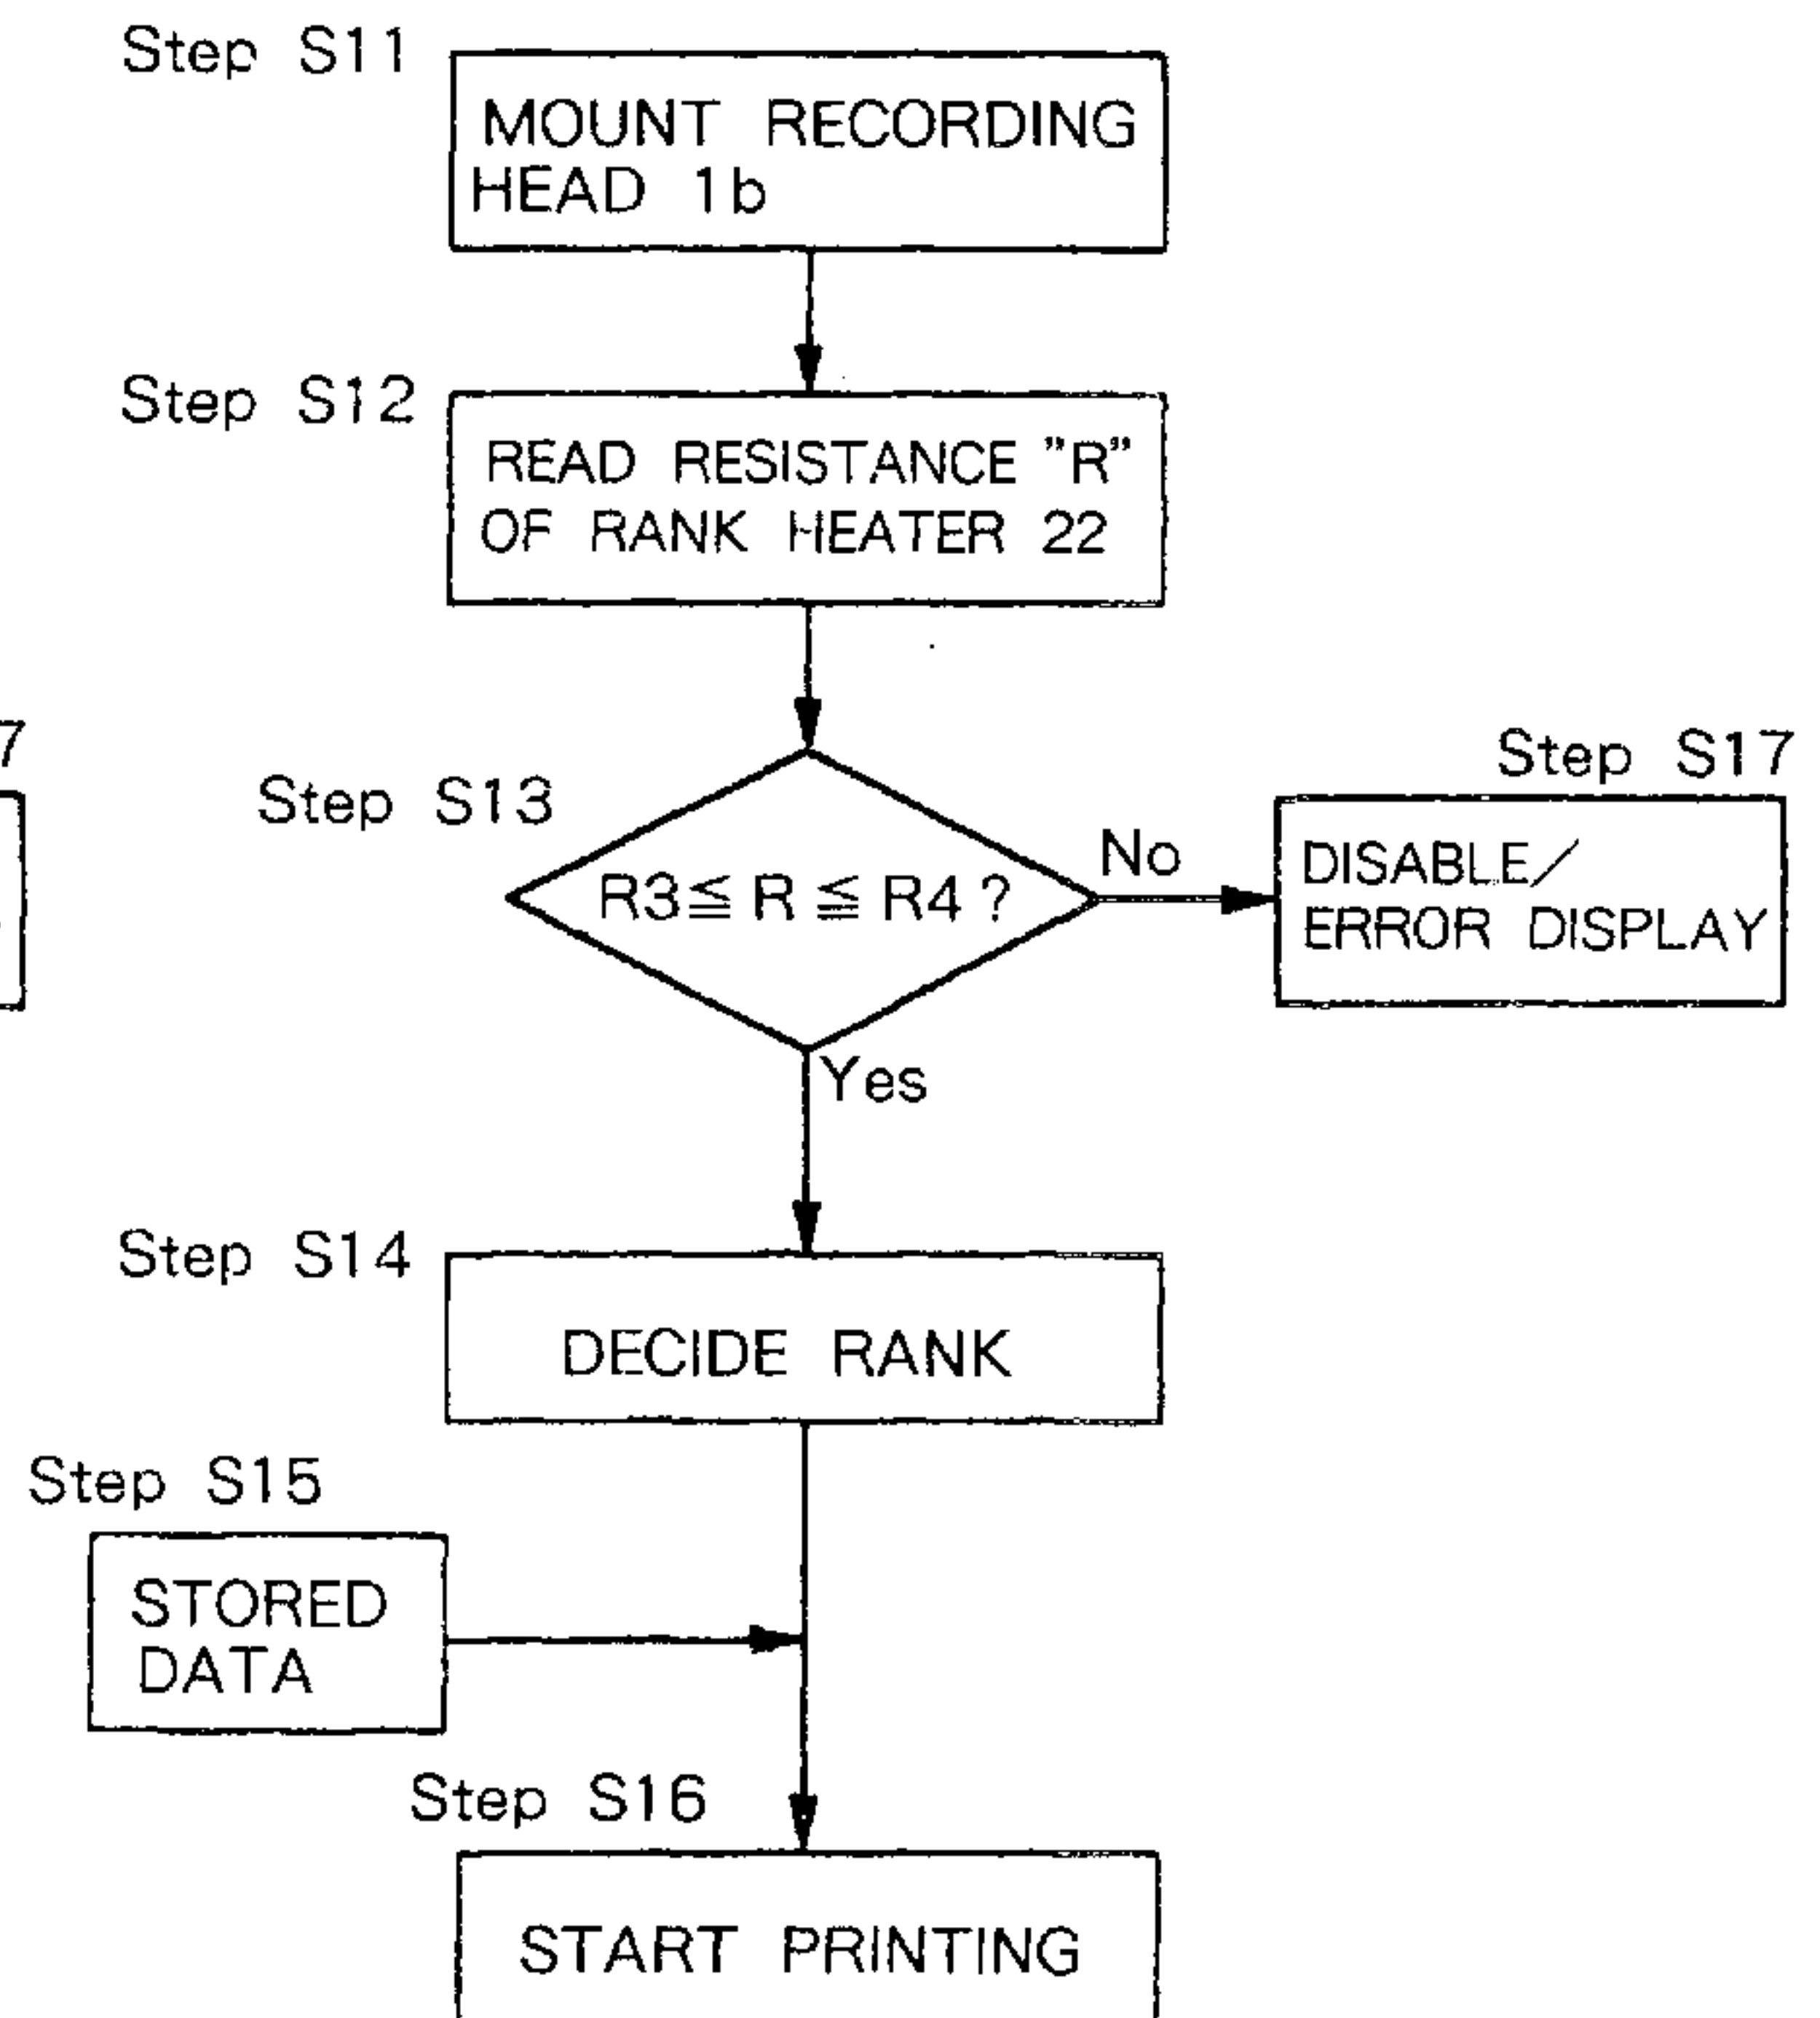 Step S11
MOUNT RECORDING
HEAD 1b
Step S12
READ RESISTANCE "R"
OF RANK HEATER 22
7
Step S13
R3≦ R ≦ R4 ?
No
Step S17
DISABLE/
ERROR DISPLAY
Yes
Step S14
DECIDE RANK
Step S15
STORED
DATA
Step S16
START PRINTING